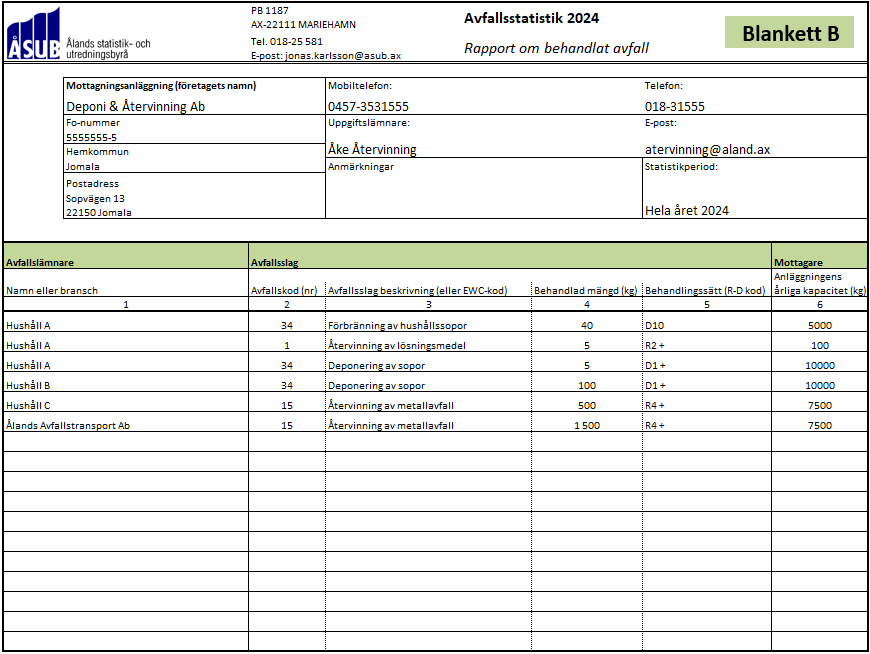 ÅSUB
Ålands statistik- och
utredningsbyrå
PB 1187
AX-22111 MARIEHAMN
Tel. 018-25 581
E-post: jonas.karlsson@asub.ax
Avfallsstatistik 2024
Rapport om behandlat avfall
Blankett B
Mottagningsanläggning (företagets namn)
Deponi & Återvinning Ab
Mobiltelefon:
0457-3531555
Telefon:
018-31555
Fo-nummer
5555555-5
Uppgiftslämnare:
Åke Återvinning
E-post:
atervinning@aland.ax
Hemkommun
Jomala
Anmärkningar
Statistikperiod:
Hela året 2024
Postadress
Sopvägen 13
22150 Jomala
Avfallslämnare Avfallsslag Mottagare
Namn eller bransch Avfallskod (nr) Avfallsslag beskrivning (eller EWC-kod) Behandlad mängd (kg) Behandlingssätt (R-D kod) Anläggningens årliga kapacitet (kg)
1 2 3 4 5 6
Hushåll A 34 Förbränning av hushållssopor 40 D10 5000
Hushåll A 1 Återvinning av lösningsmedel 5 R2 + 100
Hushåll A 34 Deponering av sopor 5 D1 + 10000
Hushåll B 34 Deponering av sopor 100 D1 + 10000
Hushåll C 15 Återvinning av metallavfall 500 R4 + 7500
Ålands Avfallstransport Ab 15 Återvinning av metallavfall 1 500 R4 + 7500